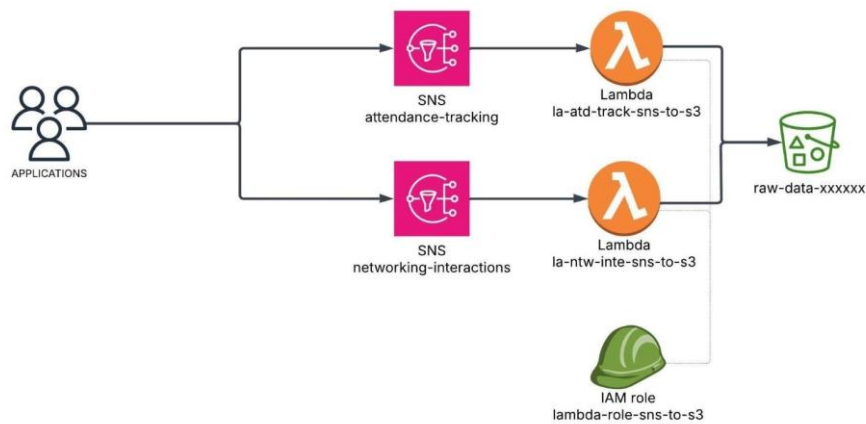 SNS
attendance-tracking
Lambda
la-atd-track-sns-to-s3
APPLICATIONS
raw-data-xxxxxx
SNS
networking-interactions
Lambda
la-ntw-inte-sns-to-s3
IAM role
lambda-role-sns-to-s3